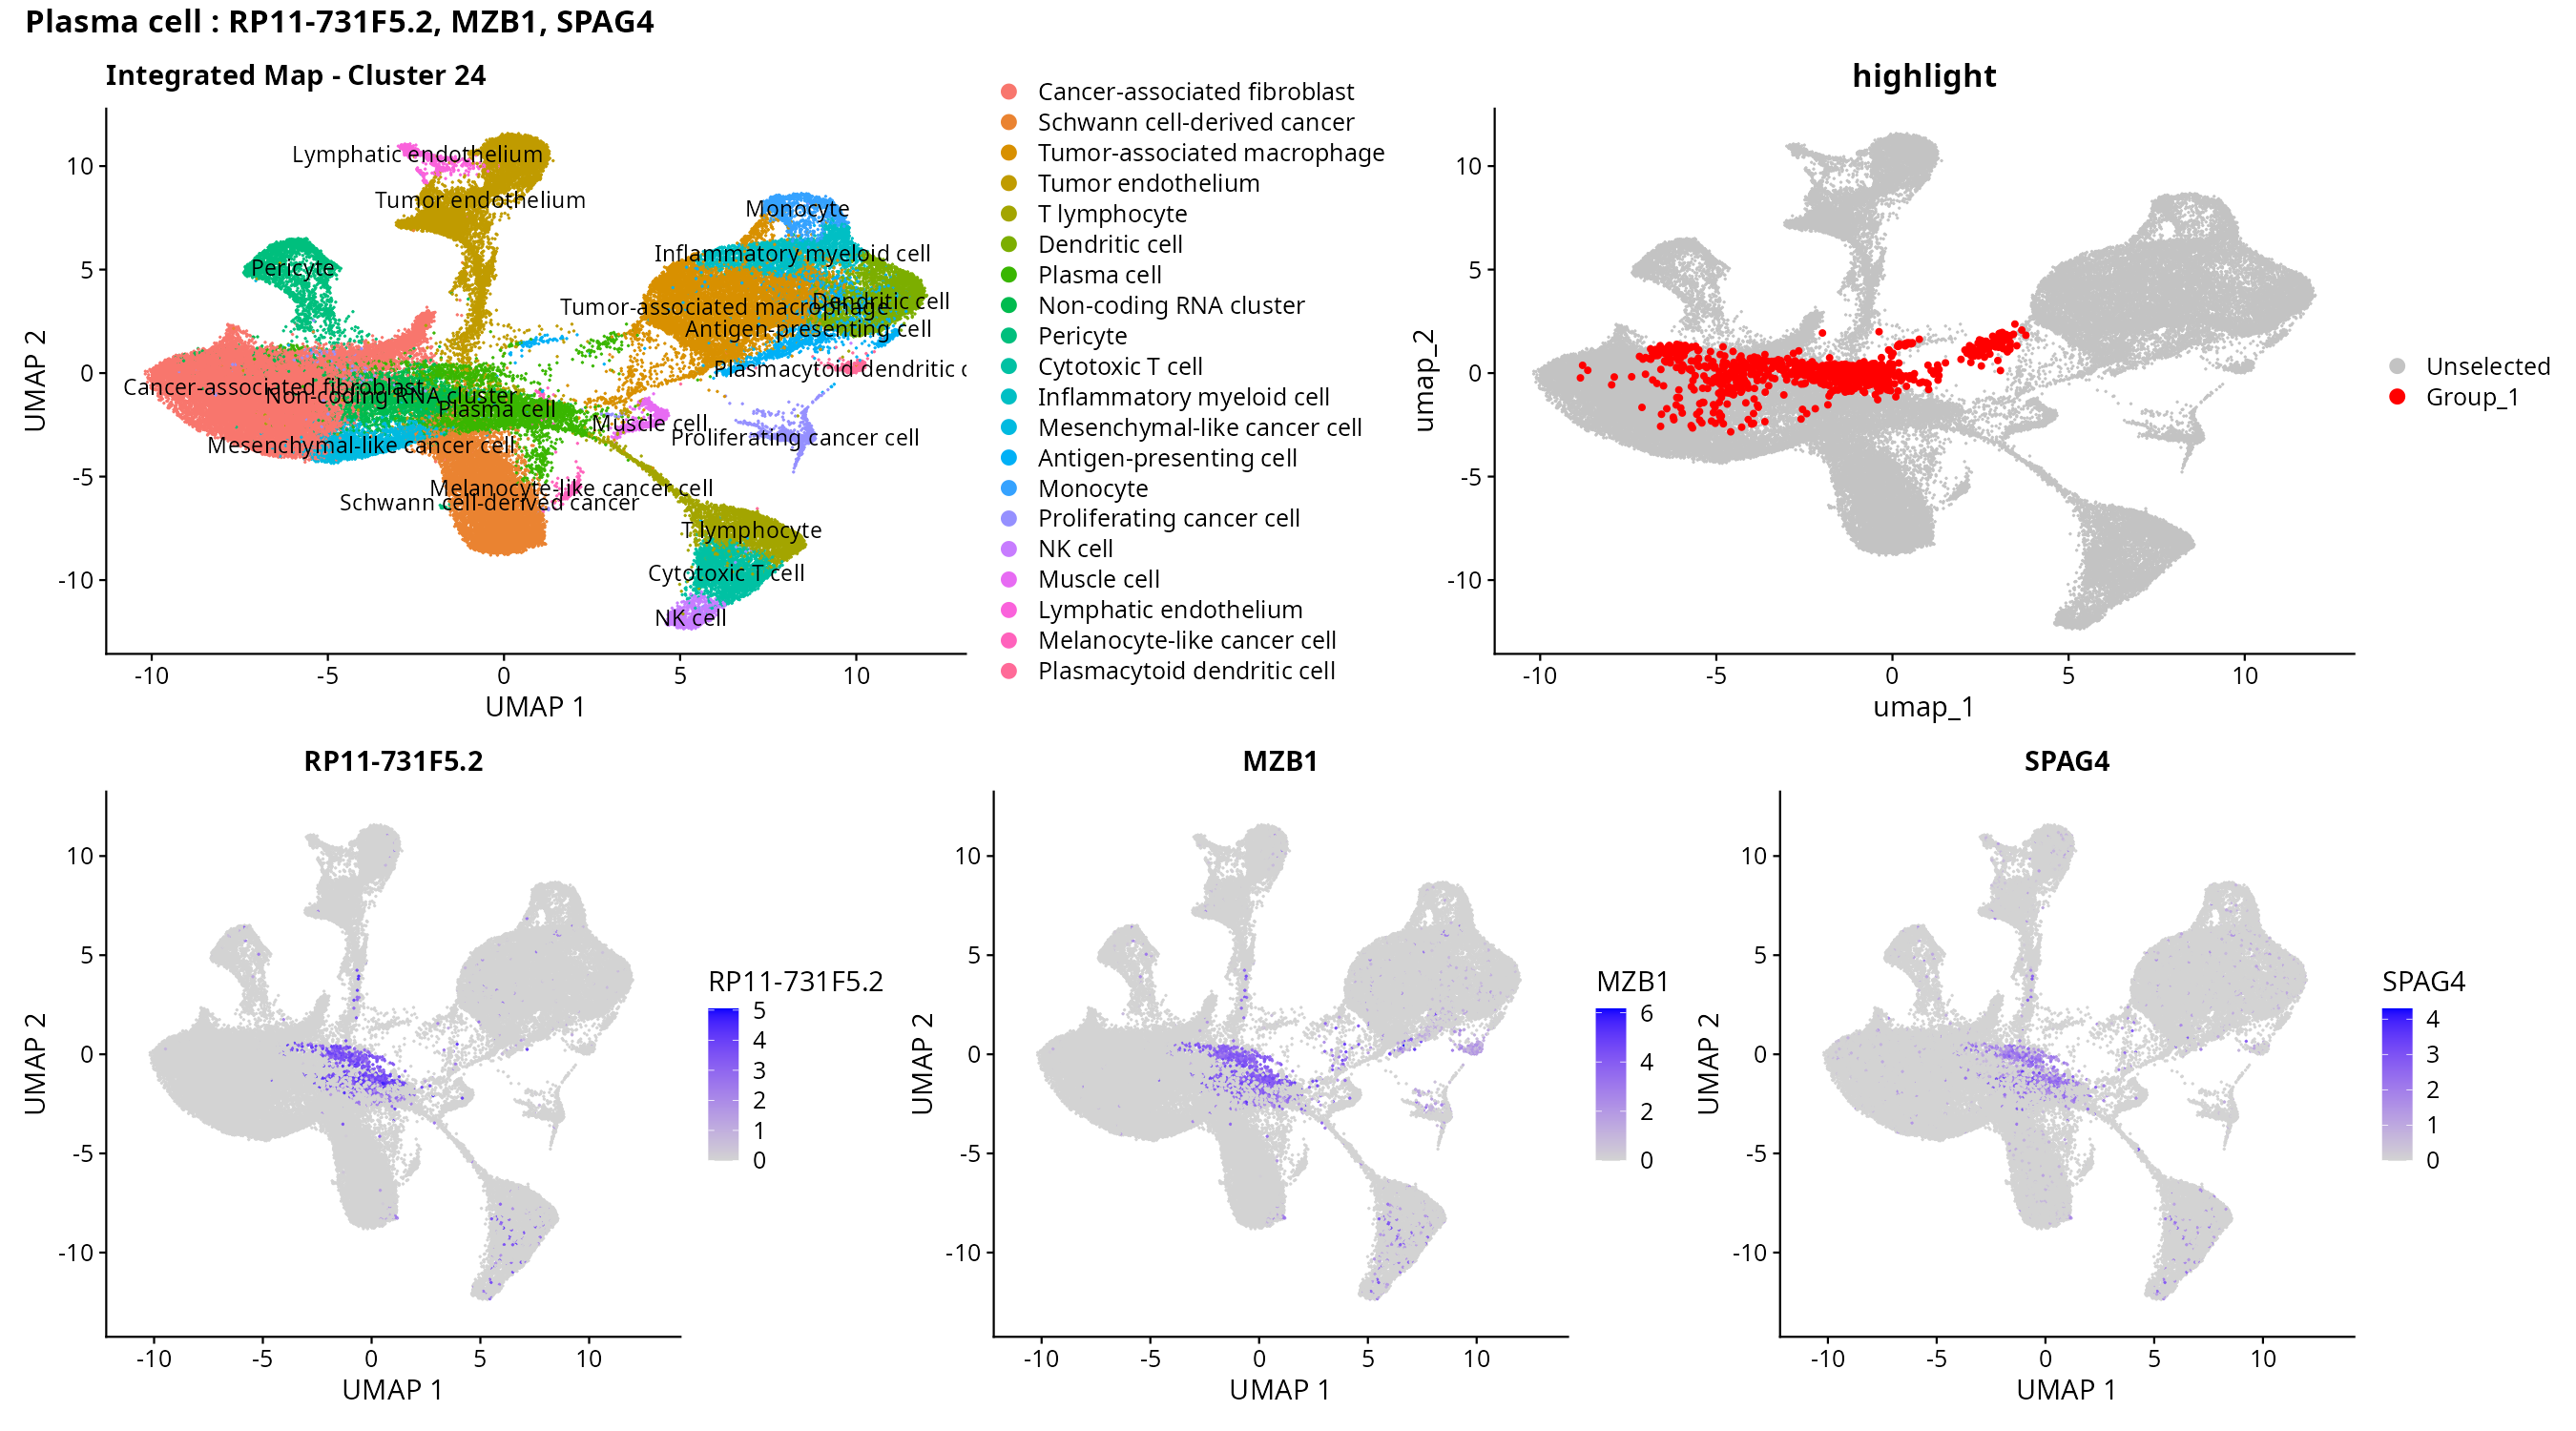 Plasma cell : RP11-731F5.2, MZB1, SPAG4
Integrated Map - Cluster 24
Lymphatic endothelium
Tumor endothelium
Monocyte
Inflammatory myeloid cell
Pericyte
Dendritic cell
Tumor-associated macrophage
Antigen-presenting cell
Plasmacytoid dendritic c
Cancer-associated fibroblast
Non-coding RNA cluster
Plasma cell
Muscle cell
Proliferating cancer cell
Mesenchymal-like cancer cell
Melanocyte-like cancer cell
Schwann cell-derived cancer
T lymphocyte
Cytotoxic T cell
NK cell
10
5
0
-5
-10
UMAP 2
-10 -5 0 5 10
UMAP 1
Cancer-associated fibroblast
Schwann cell-derived cancer
Tumor-associated macrophage
Tumor endothelium
T lymphocyte
Dendritic cell
Plasma cell
Non-coding RNA cluster
Pericyte
Cytotoxic T cell
Inflammatory myeloid cell
Mesenchymal-like cancer cell
Antigen-presenting cell
Monocyte
Proliferating cancer cell
NK cell
Muscle cell
Lymphatic endothelium
Melanocyte-like cancer cell
Plasmacytoid dendritic cell
highlight
10
5
0
-5
-10
umap_2
-10 -5 0 5 10
umap_1
Unselected
Group_1
RP11-731F5.2
10
5
0
-5
-10
UMAP 2
-10 -5 0 5 10
UMAP 1
RP11-731F5.2
5
4
3
2
1
0
MZB1
10
5
0
-5
-10
UMAP 2
-10 -5 0 5 10
UMAP 1
MZB1
6
4
2
0
SPAG4
10
5
0
-5
-10
UMAP 2
-10 -5 0 5 10
UMAP 1
SPAG4
4
3
2
1
0